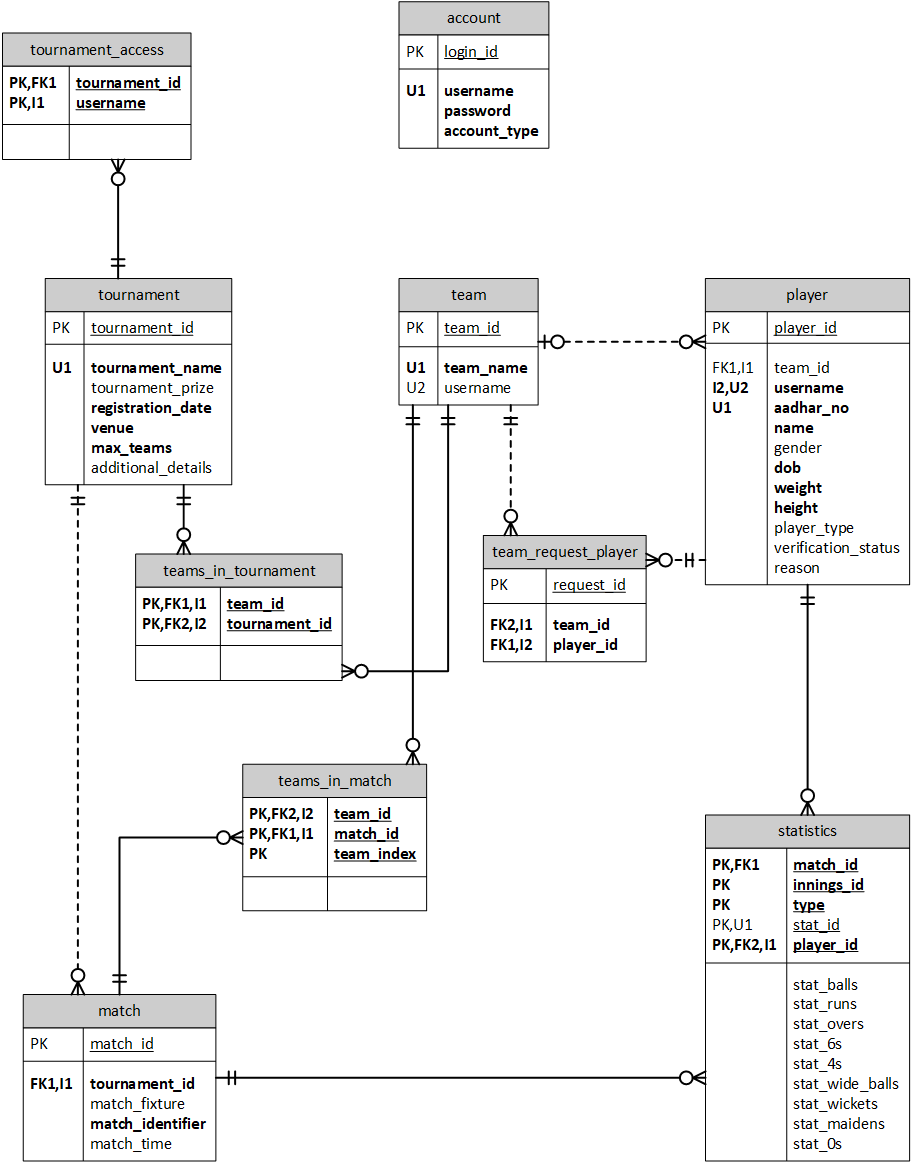 account
PK login_id
U1 username
password
account_type
tournament_access
PK,FK1 tournament_id
PK,I1 username
tournament
PK tournament_id
U1 tournament_name
tournament_prize
registration_date
venue
max_teams
additional_details
team
PK team_id
U1 team_name
U2 username
player
PK player_id
FK1,I1 team_id
I2,U2 username
U1 aadhar_no
name
gender
dob
weight
height
player_type
verification_status
reason
teams_in_tournament
PK,FK1,I1 team_id
PK,FK2,I2 tournament_id
team_request_player
PK request_id
FK2,I1 team_id
FK1,I2 player_id
teams_in_match
PK,FK2,I2 team_id
PK,FK1,I1 match_id
PK team_index
statistics
PK,FK1 match_id
PK innings_id
PK type
PK,U1 stat_id
PK,FK2,I1 player_id
stat_balls
stat_runs
stat_overs
stat_6s
stat_4s
stat_wide_balls
stat_wickets
stat_maidens
stat_0s
match
PK match_id
FK1,I1 tournament_id
match_fixture
match_identifier
match_time